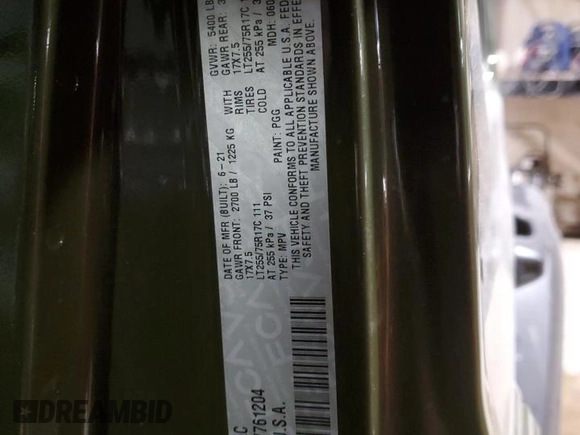 DATE OF MFR (BUILT): 6-21
GVWR: 5400 LB
GAWR FRONT: 2700 LB / 1225 KG WITH
GAWR REAR: 3
17X7.5 RIMS 17X7.5
LT255/75R17C 111 TIRES LT255/75R17C
AT 255 kPa / 37 PSI COLD AT 255 kPa / 3
TYPE: MPV PAINT: PGG MDH: 060
THIS VEHICLE CONFORMS TO ALL APPLICABLE U.S.A. FED
SAFETY AND THEFT PREVENTION STANDARDS IN EFFE
MANUFACTURE SHOWN ABOVE.
C
7761204
U.S.A.
DREAMBID